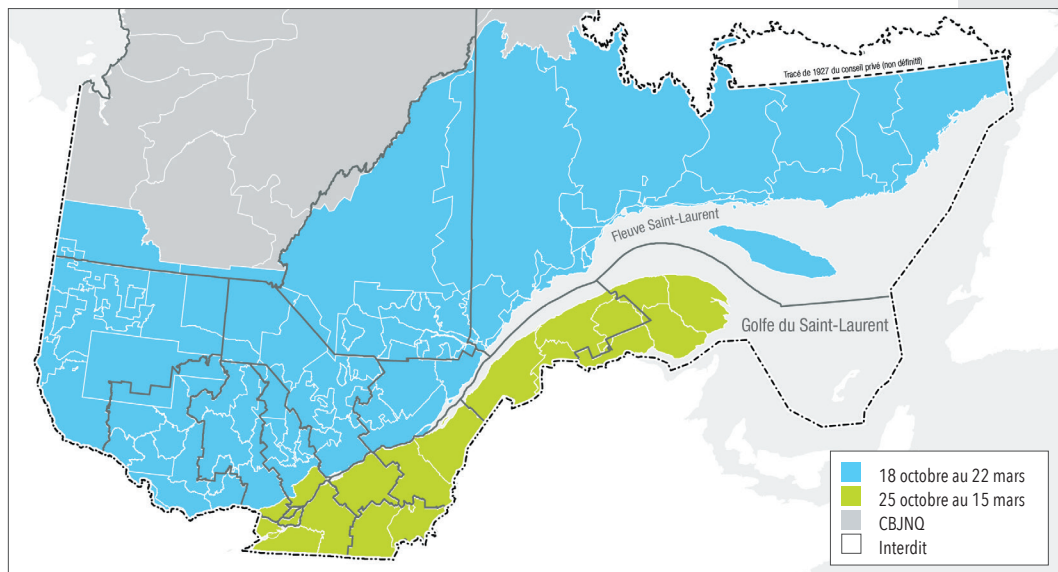 Tracé de 1927 du conseil privé (non définitif)
Fleuve Saint-Laurent
Golfe du Saint-Laurent
18 octobre au 22 mars
25 octobre au 15 mars
CBJNQ
Interdit